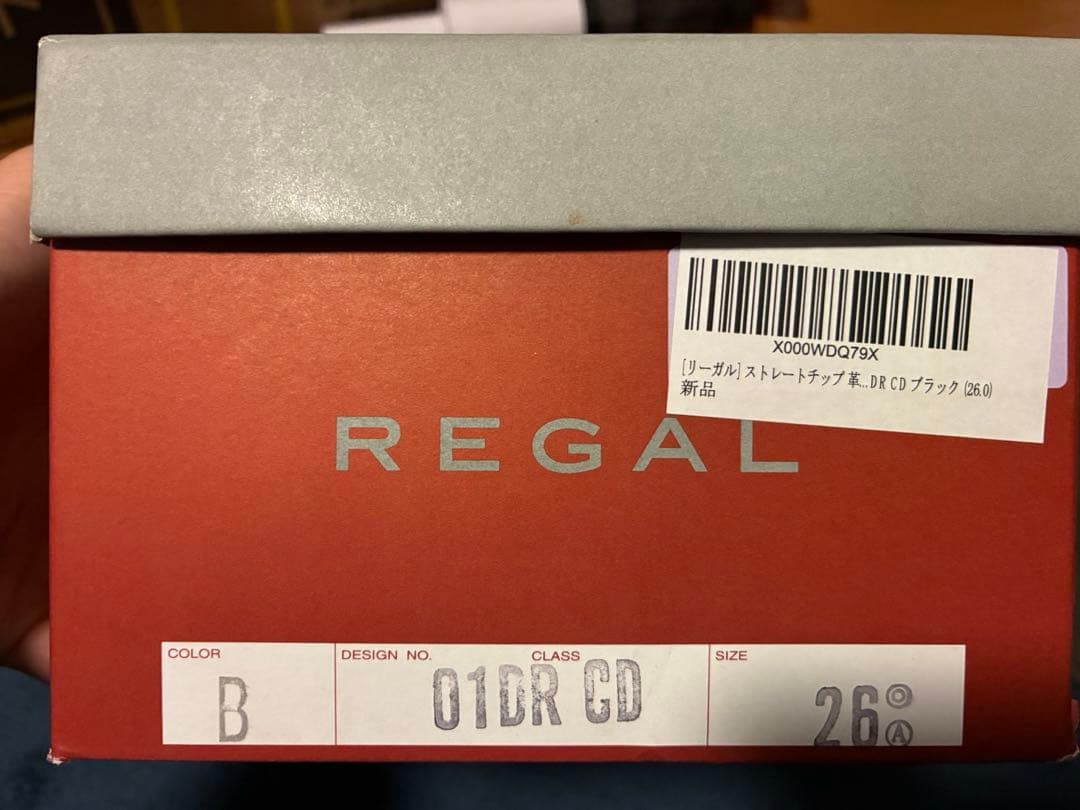 X000WDQ79X
[リーガル] ストレートチップ 革...DR CD ブラック (26.0)
新品
REGAL
COLOR DESIGN NO. CLASS SIZE
B 01DR CD 26 ◎
Ⓐ